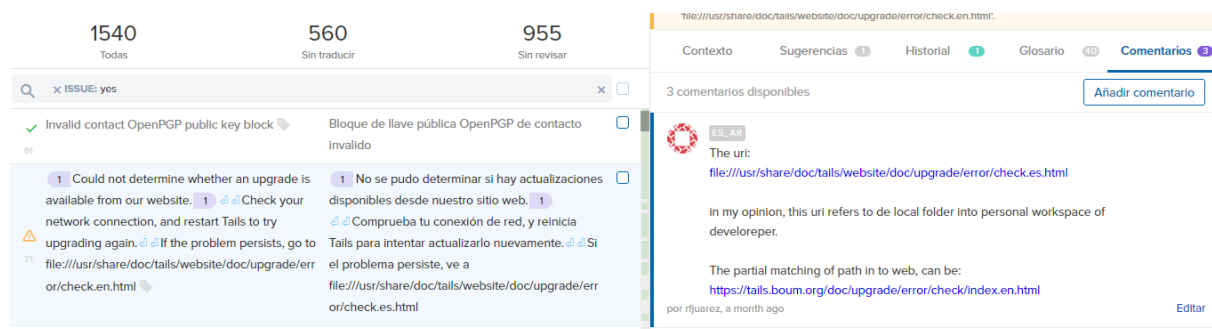 1540
Todas
560
Sin traducir
955
Sin revisar
ISSUE: yes
Invalid contact OpenPGP public key block
Bloque de llave pública OpenPGP de contacto
invalido
61
1 Could not determine whether an upgrade is
available from our website. 1 Check your
network connection, and restart Tails to try
upgrading again. If the problem persists, go to
file:///usr/share/doc/tails/website/doc/upgrade/err
or/check.en.html
71
1 No se pudo determinar si hay actualizaciones
disponibles desde nuestro sitio web. 1
Comprueba tu conexión de red, y reinicia
Tails para intentar actualizarlo nuevamente. Si
el problema persiste, ve a
file:///usr/share/doc/tails/website/doc/upgrade/err
or/check.es.html
'file:///usr/share/doc/tails/website/doc/upgrade/error/check.en.html'.
Contexto
Sugerencias 1
Historial 1
Glosario 40
Comentarios 3
3 comentarios disponibles
Añadir comentario
ES_AR
The uri:
file:///usr/share/doc/tails/website/doc/upgrade/error/check.es.html
in my opinion, this uri refers to de local folder into personal workspace of
develoreper.
The partial matching of path in to web, can be:
https://tails.boum.org/doc/upgrade/error/check/index.en.html
por rfjuarez, a month ago
Editar